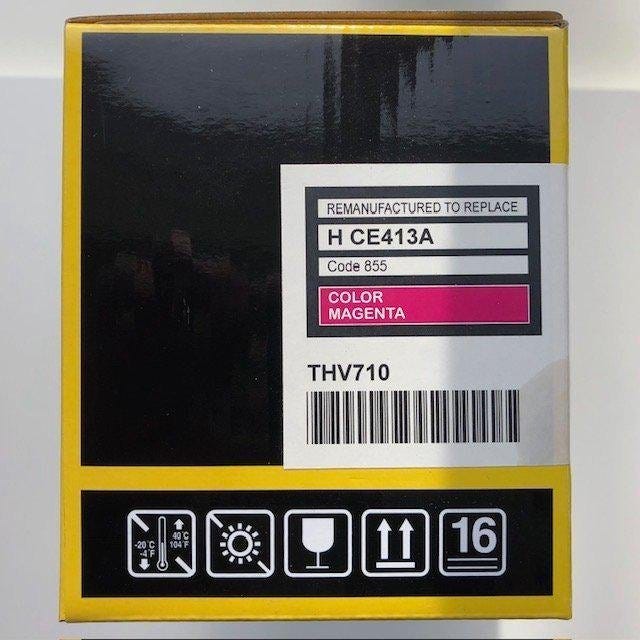 REMANUFACTURED TO REPLACE
H CE413A
Code 855
COLOR
MAGENTA
THV710
-20°C
-4°F
40°C
104°F
16